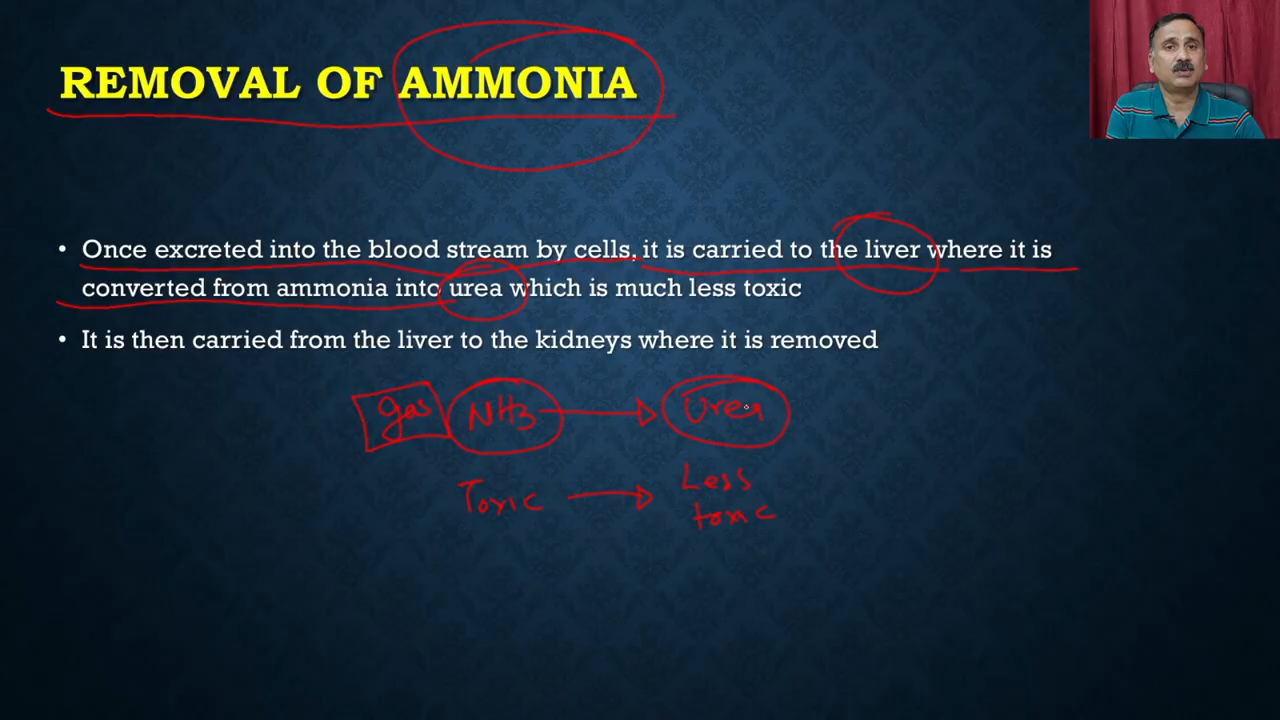 REMOVAL OF AMMONIA
• Once excreted into the blood stream by cells, it is carried to the liver where it is
converted from ammonia into urea which is much less toxic
• It is then carried from the liver to the kidneys where it is removed
gas NH3 → Urea
Toxic → Less
toxic